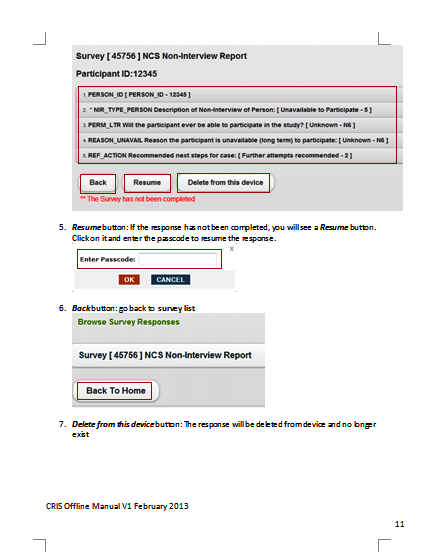 Survey [ 45756 ] NCS Non-Interview Report
Participant ID:12345
1. PERSON_ID [ PERSON_ID - 12345 ]
2. * NIR_TYPE_PERSON Description of Non-Interview of Person: [ Unavailable to Participate - 5 ]
3. PERM_LTR Will the participant ever be able to participate in the study? [ Unknown - N6 ]
4. REASON_UNAVAIL Reason the participant is unavailable (long term) to participate: [ Unknown - N6 ]
5. REF_ACTION Recommended next steps for case: [ Further attempts recommended - 2 ]
Back Resume Delete from this device
** The Survey has not been completed
5. Resume button: If the response has not been completed, you will see a Resume button.
Click on it and enter the passcode to resume the response.
x
Enter Passcode:
OK CANCEL
6. Back button: go back to survey list
Browse Survey Responses
Survey [ 45756 ] NCS Non-Interview Report
Back To Home
7. Delete from this device button: The response will be deleted from device and no longer
exist
CRIS Offline Manual V1 February 2013
11